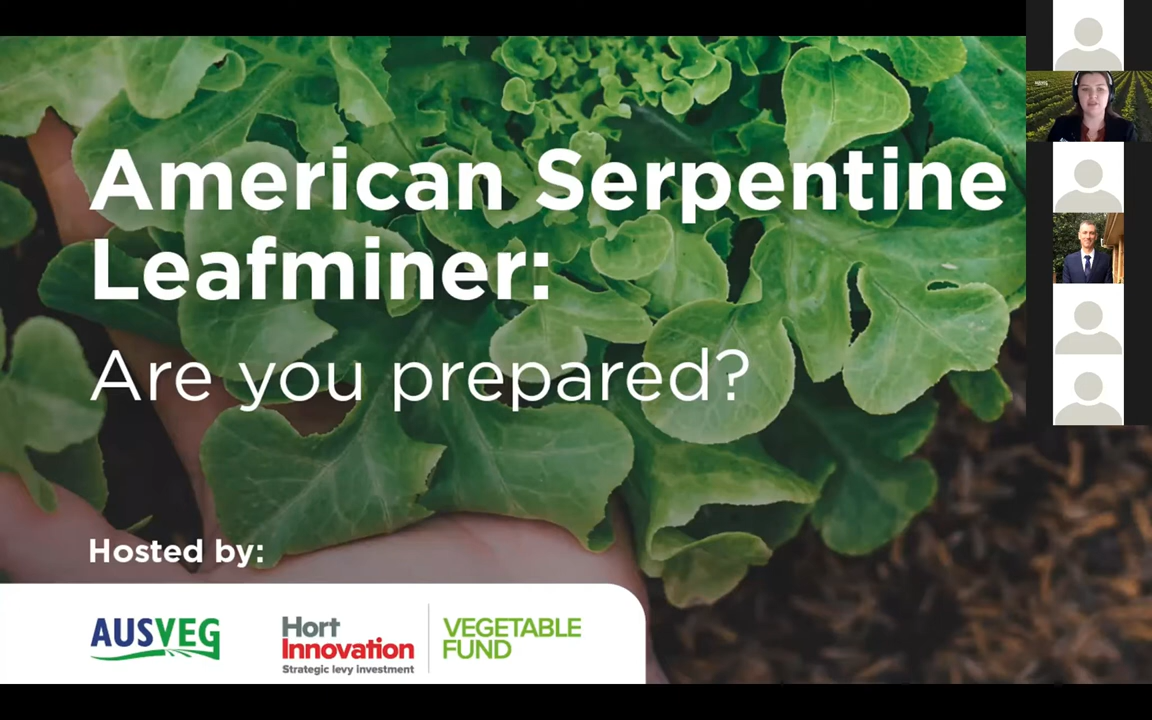 American Serpentine
Leafminer:
Are you prepared?
Hosted by:
AUSVEG
Hort
Innovation
Strategic levy investment
VEGETABLE
FUND